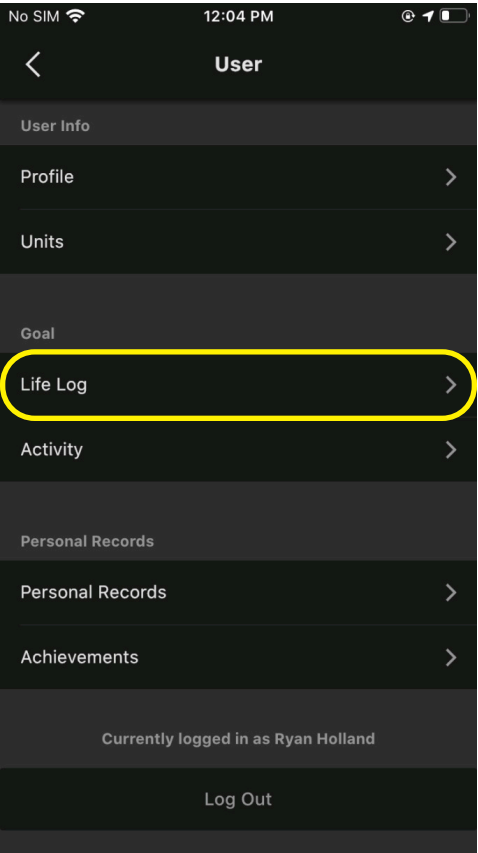 No SIM 12:04 PM
User
User Info
Profile
Units
Goal
Life Log
Activity
Personal Records
Personal Records
Achievements
Currently logged in as Ryan Holland
Log Out